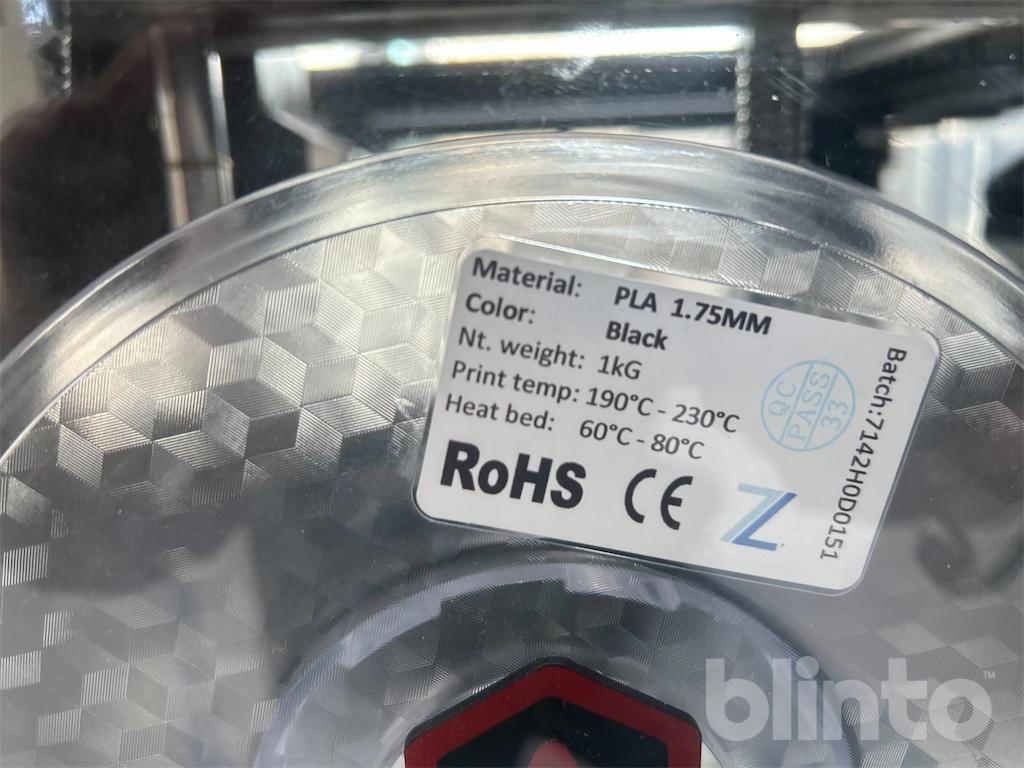 Material: PLA 1.75MM
Color: Black
Nt. weight: 1kG
Print temp: 190°C - 230°C
Heat bed: 60°C - 80°C
RoHS CE Z
QC
PASS
33
Batch:7142H0D0151
blinto™